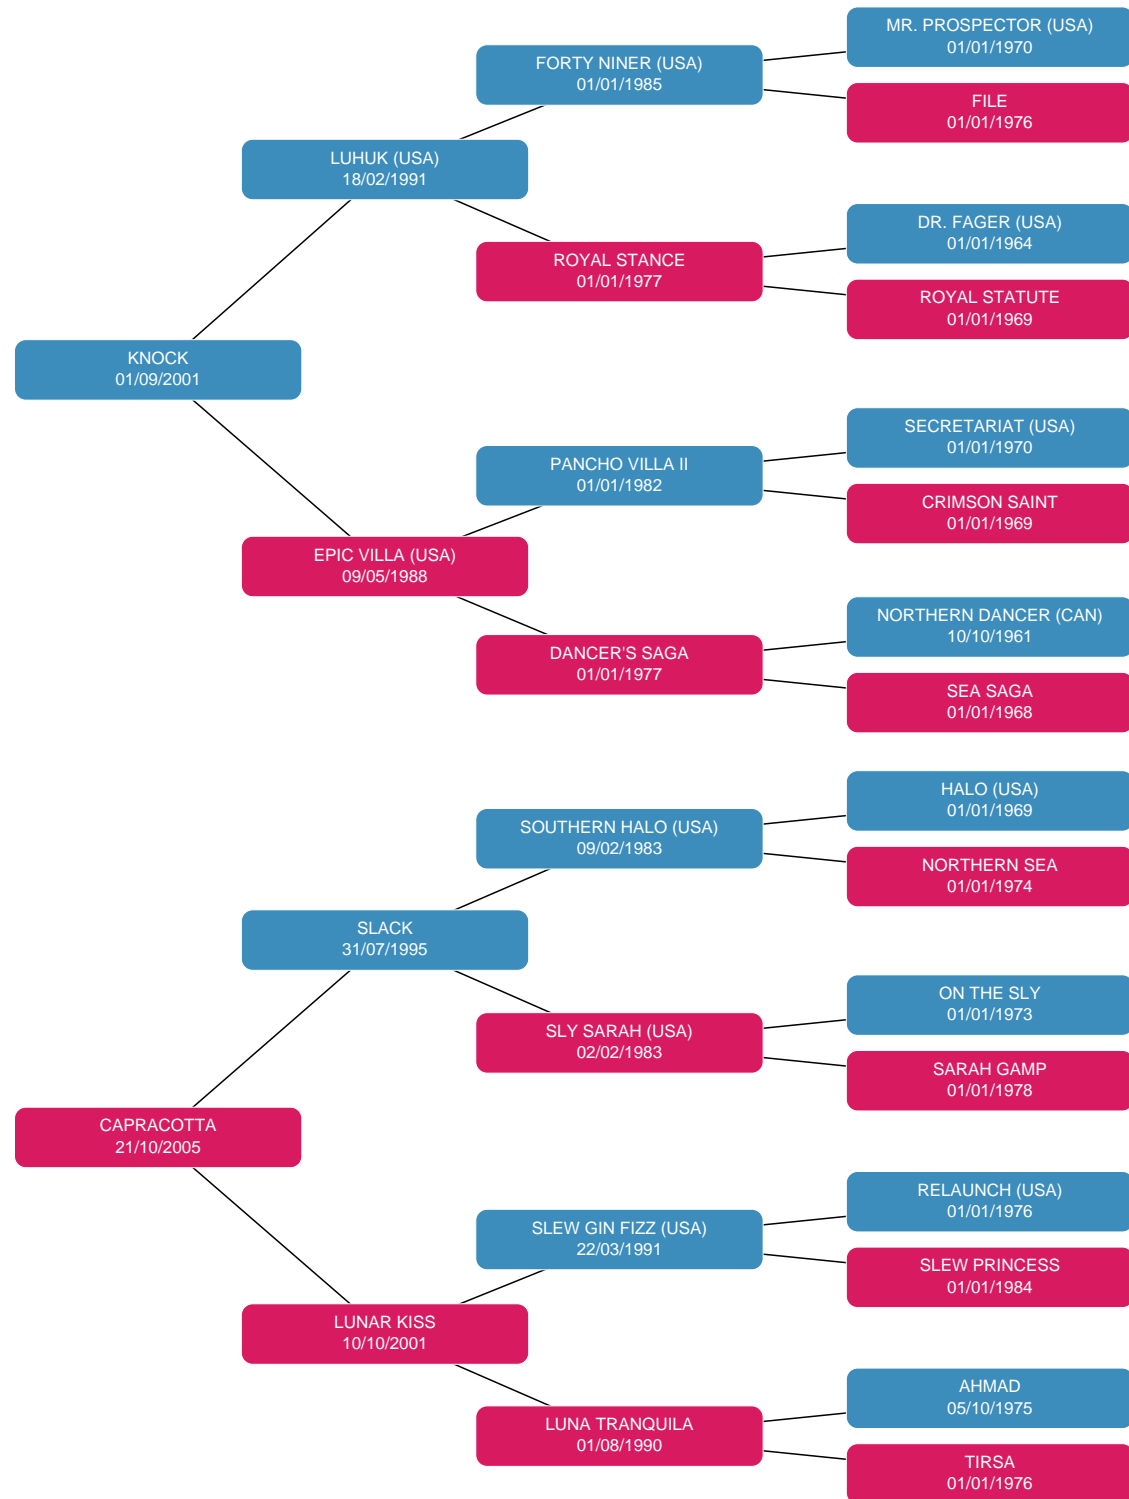 MR. PROSPECTOR (USA)
01/01/1970
FORTY NINER (USA)
01/01/1985
FILE
01/01/1976
LUHUK (USA)
18/02/1991
DR. FAGER (USA)
01/01/1964
ROYAL STANCE
01/01/1977
ROYAL STATUTE
01/01/1969
KNOCK
01/09/2001
SECRETARIAT (USA)
01/01/1970
PANCHO VILLA II
01/01/1982
CRIMSON SAINT
01/01/1969
EPIC VILLA (USA)
09/05/1988
NORTHERN DANCER (CAN)
10/10/1961
DANCER'S SAGA
01/01/1977
SEA SAGA
01/01/1968
HALO (USA)
01/01/1969
SOUTHERN HALO (USA)
09/02/1983
NORTHERN SEA
01/01/1974
SLACK
31/07/1995
ON THE SLY
01/01/1973
SLY SARAH (USA)
02/02/1983
SARAH GAMP
01/01/1978
CAPRACOTTA
21/10/2005
RELAUNCH (USA)
01/01/1976
SLEW GIN FIZZ (USA)
22/03/1991
SLEW PRINCESS
01/01/1984
LUNAR KISS
10/10/2001
AHMAD
05/10/1975
LUNA TRANQUILA
01/08/1990
TIRSA
01/01/1976